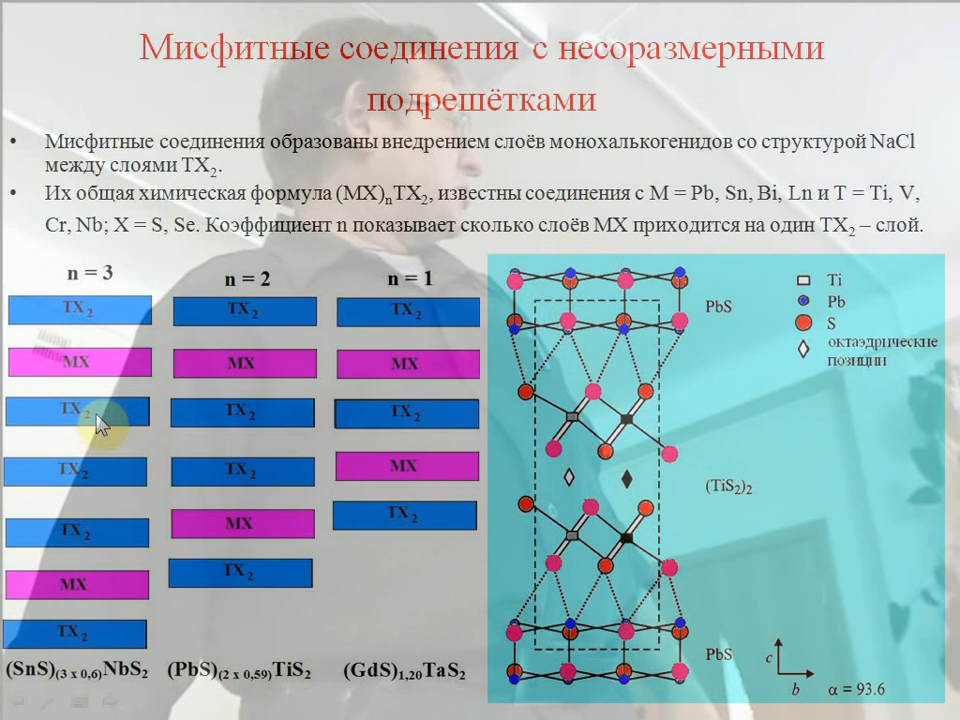 Мисфитные соединения с несоразмерными
подрешётками
• Мисфитные соединения образованы внедрением слоёв монохалькогенидов со структурой NaCl
между слоями TX2.
• Их общая химическая формула (MX)nTX2, известны соединения с M = Pb, Sn, Bi, Ln и T = Ti, V,
Cr, Nb; X = S, Se. Коэффициент n показывает сколько слоёв MX приходится на один TX2 – слой.
n = 3
TX2
MX
TX2
TX2
TX2
MX
TX2
(SnS)(3 x 0,6)NbS2
n = 2
TX2
MX
TX2
TX2
MX
TX2
(PbS)(2 x 0,59)TiS2
n = 1
TX2
MX
TX2
MX
TX2
(GdS)1,20TaS2
PbS
(TiS2)2
PbS
Ti
Pb
S
октаэдрические
позиции
c
b
α = 93.6